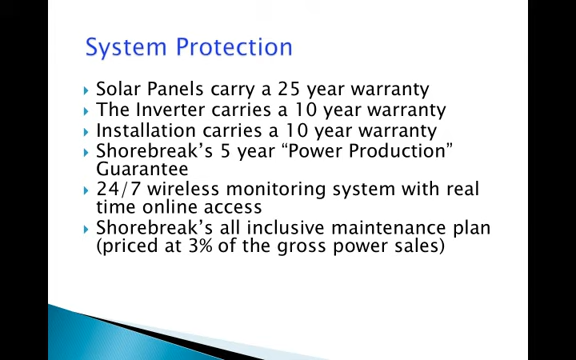 System Protection
Solar Panels carry a 25 year warranty
The Inverter carries a 10 year warranty
Installation carries a 10 year warranty
Shorebreak's 5 year “Power Production”
Guarantee
24/7 wireless monitoring system with real
time online access
Shorebreak's all inclusive maintenance plan
(priced at 3% of the gross power sales)